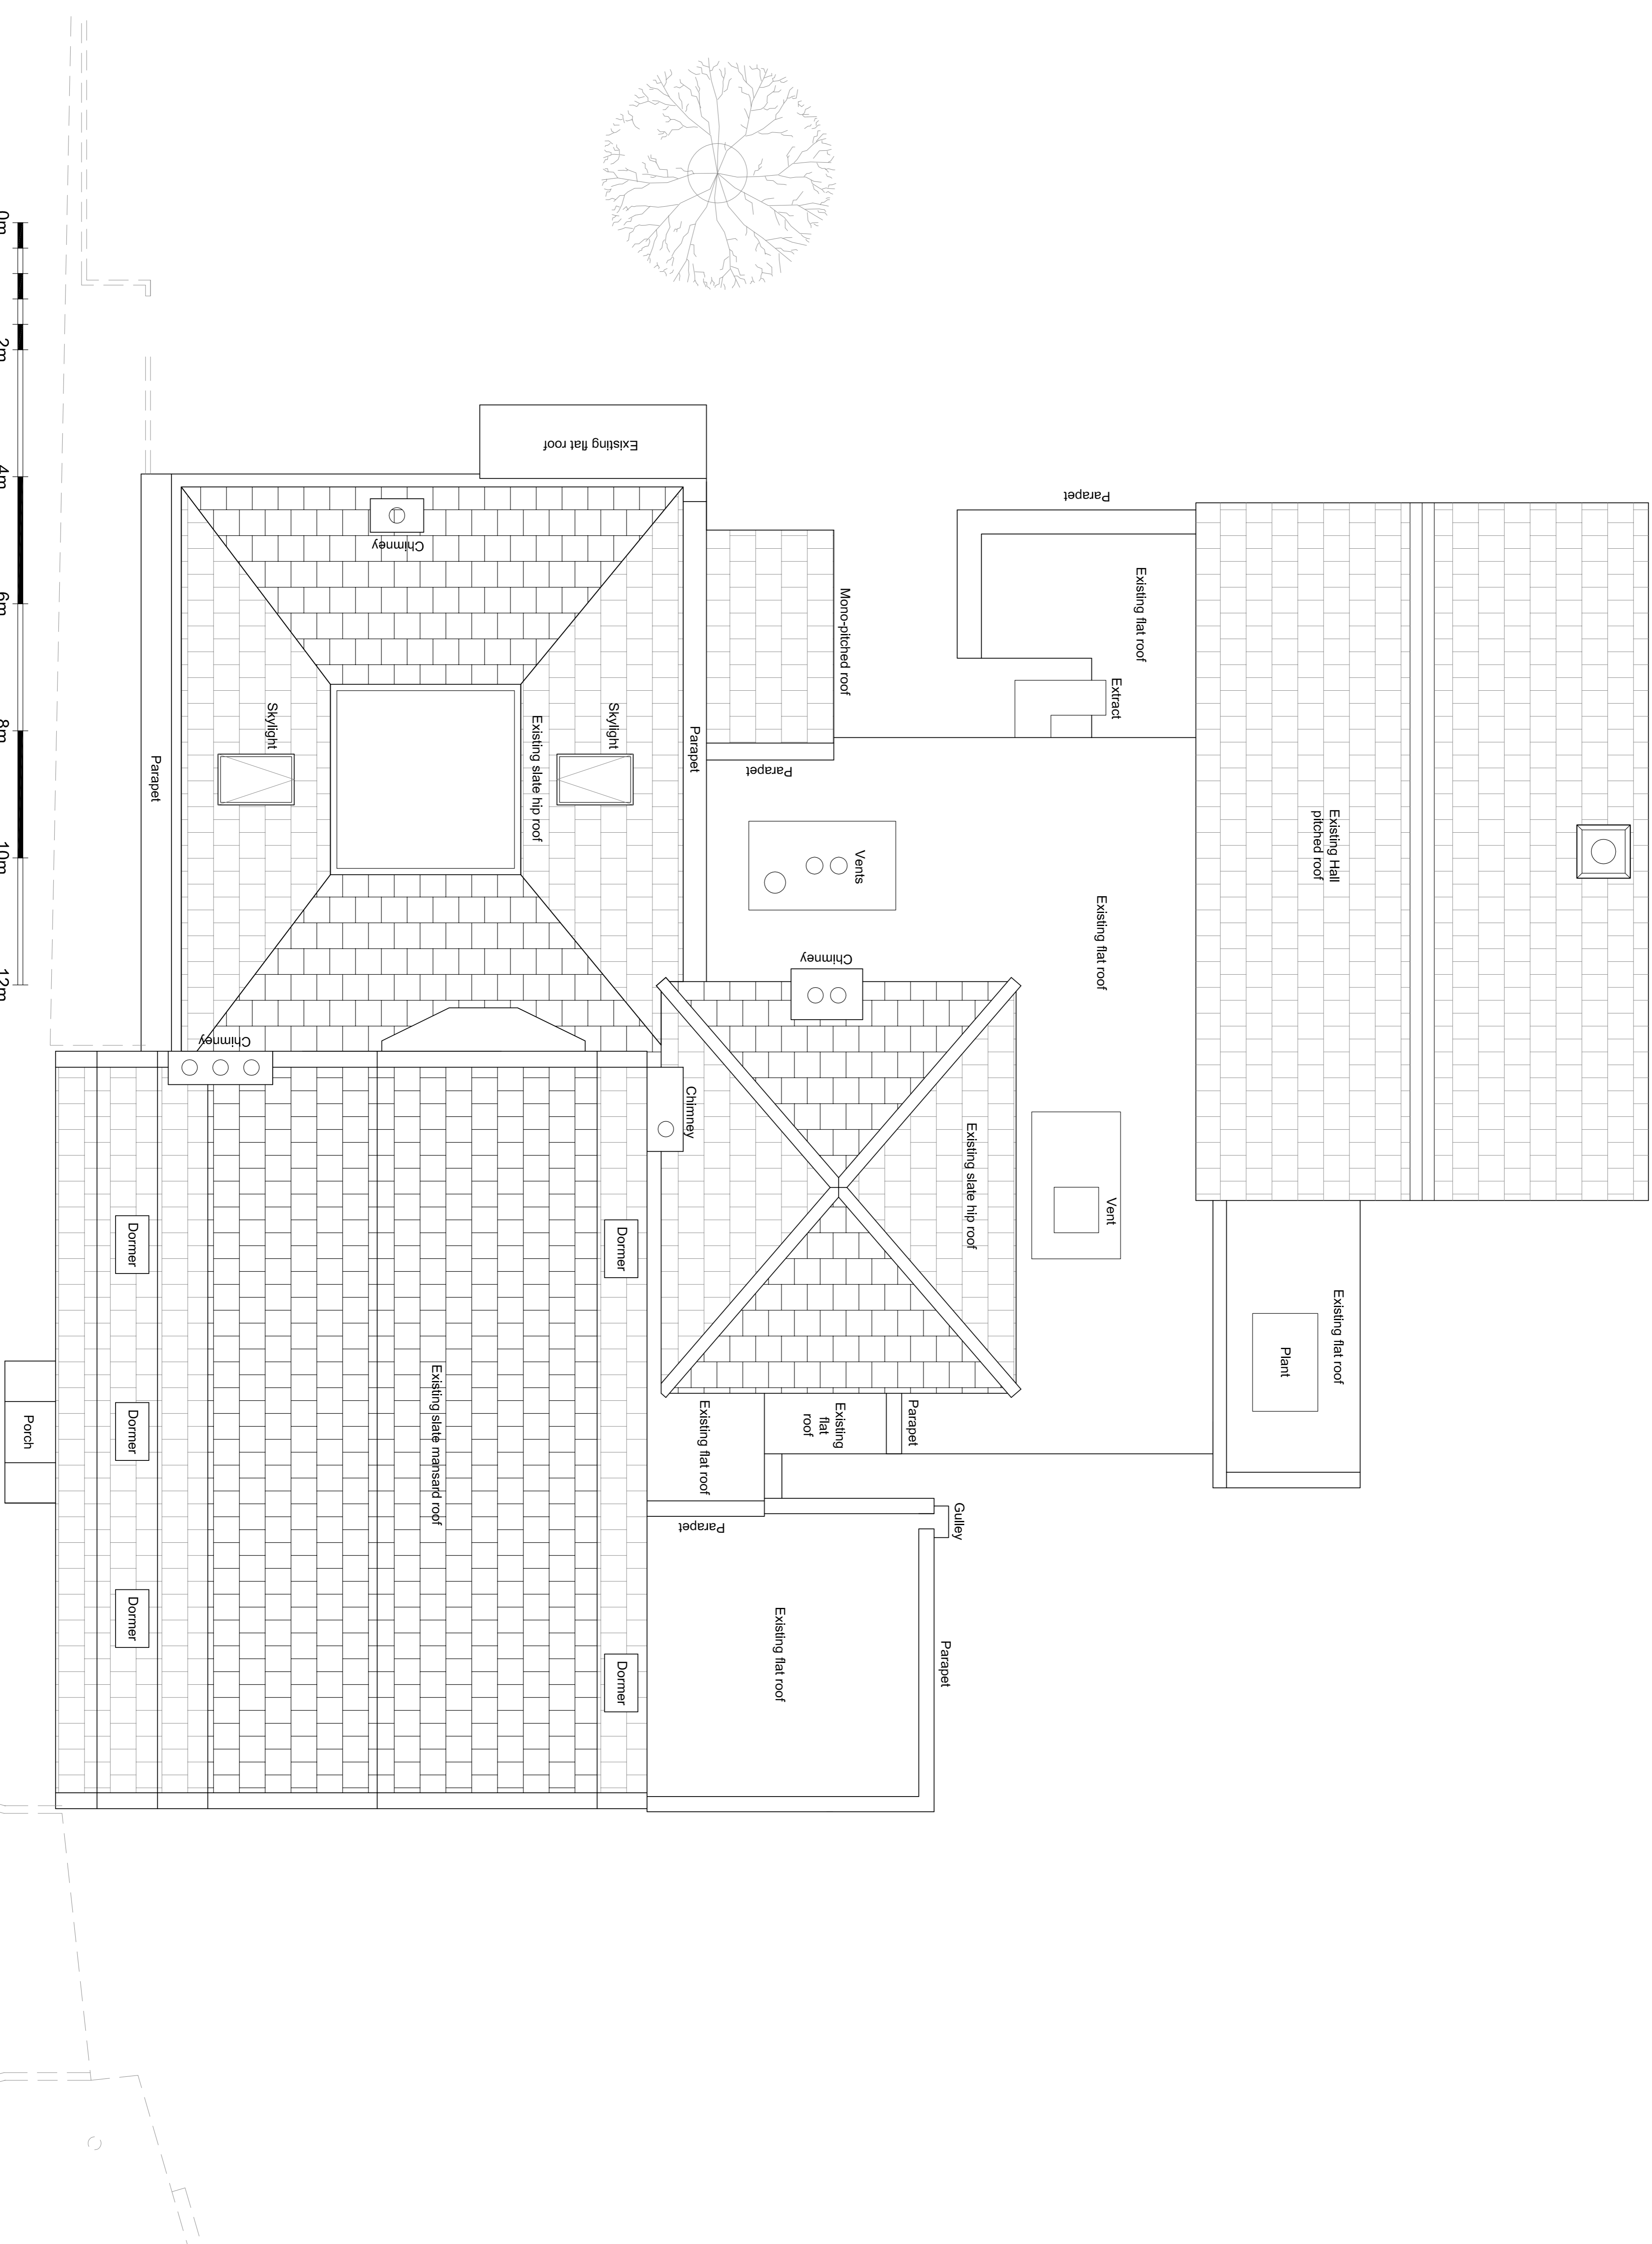 0m
2m
4m
6m
8m
10m
12m
Existing flat roof
Parapet
Existing flat roof
Extract
Mono-pitched roof
Chimney
Skylight
Skylight
Existing slate hip roof
Parapet
Parapet
Parapet
Vents
Existing flat roof
Existing Hall
pitched roof
Chimney
Chimney
Chimney
Existing slate hip roof
Vent
Dormer
Dormer
Existing flat roof
Plant
Existing slate mansard roof
Dormer
Porch
Existing flat roof
Existing
flat
roof
Parapet
Gulley
Parapet
Dormer
Dormer
Existing flat roof
Parapet